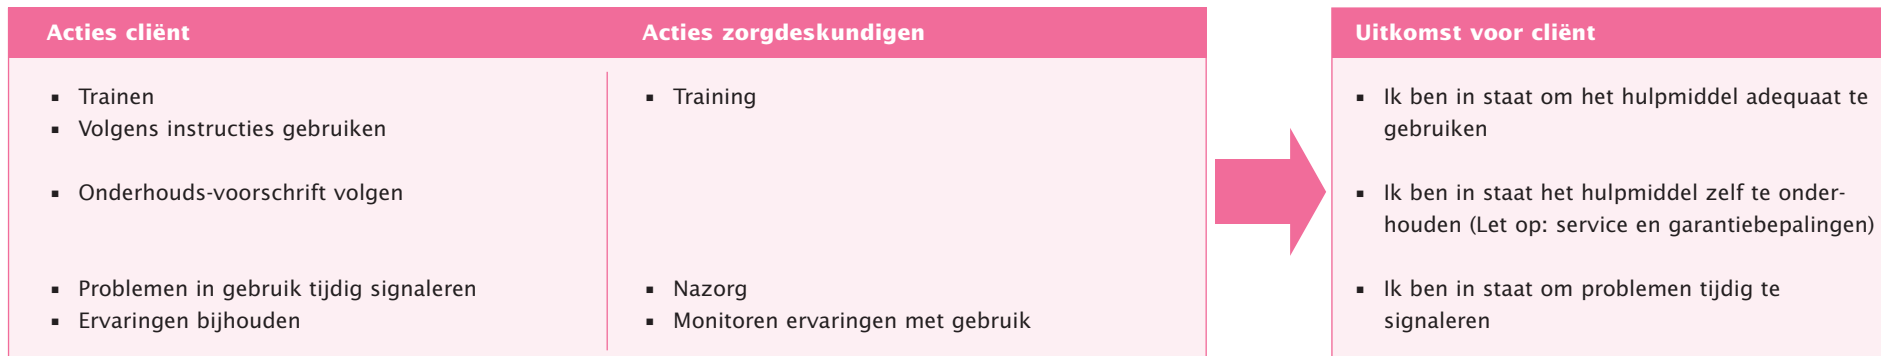 Acties cliënt
▪ Trainen
▪ Volgens instructies gebruiken
▪ Onderhouds-voorschrift volgen
▪ Problemen in gebruik tijdig signaleren
▪ Ervaringen bijhouden
Acties zorgdeskundigen
▪ Training
▪ Nazorg
▪ Monitoren ervaringen met gebruik
Uitkomst voor cliënt
▪ Ik ben in staat om het hulpmiddel adequaat te
gebruiken
▪ Ik ben in staat het hulpmiddel zelf te onder-
houden (Let op: service en garantiebepalingen)
▪ Ik ben in staat om problemen tijdig te
signaleren